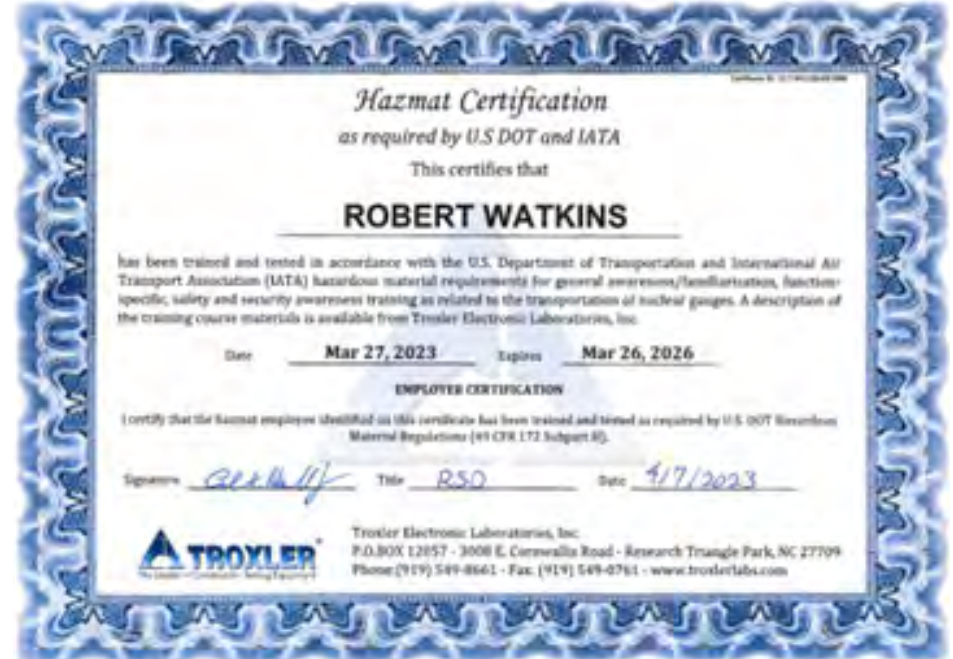 Hazmat Certification
as required by U.S DOT and IATA
This certifies that
ROBERT WATKINS
has been trained and tested in accordance with the U.S. Department of Transportation and International Air
Transport Association (IATA) hazardous material requirements for general awareness/familiarization, function-
specific, safety and security awareness training as related to the transportation of nuclear gauges. A description of
the training course materials is available from Troxler Electronic Laboratories, Inc.
Date Mar 27, 2023 Expires Mar 26, 2026
EMPLOYER CERTIFICATION
I certify that the hazmat employee identified on this certificate has been trained and tested as required by U.S. DOT Hazardous
Material Regulations (49 CFR 172 Subpart H).
Signature Title RSO Date 4/7/2023
TROXLER
Troxler Electronic Laboratories, Inc.
P.O.BOX 12057 - 3008 E. Cornwallis Road - Research Triangle Park, NC 27709
Phone:(919) 549-8661 - Fax: (919) 549-0761 - www.troxlerlabs.com